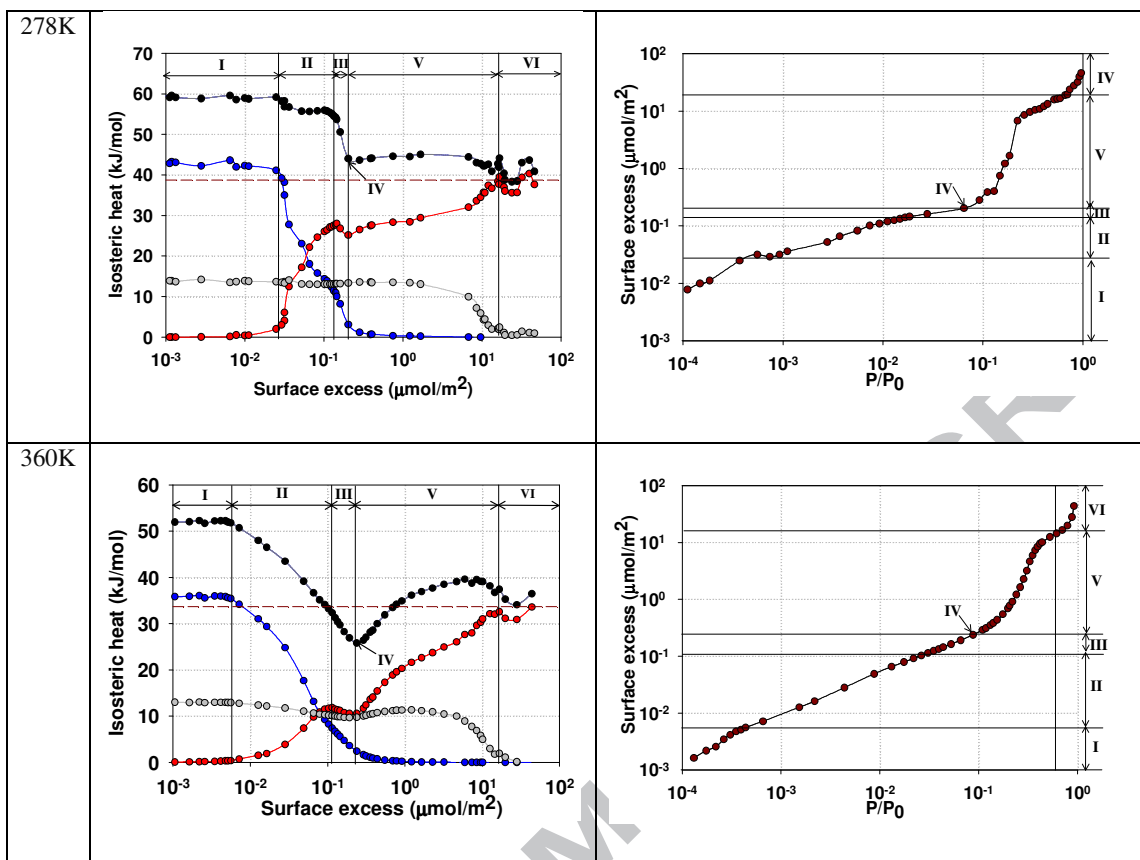 278K
I II III V VI
70
60
50
40
30
20
10
0
Isosteric heat (kJ/mol)
IV
10-3 10-2 10-1 100 101 102
Surface excess (μmol/m2)
102
101
100
10-1
10-2
10-3
Surface excess (μmol/m2)
IV
IV
V
III
II
I
10-4 10-3 10-2 10-1 100
P/P0
360K
I II III V VI
60
50
40
30
20
10
0
Isosteric heat (kJ/mol)
IV
10-3 10-2 10-1 100 101 102
Surface excess (μmol/m2)
102
101
100
10-1
10-2
10-3
Surface excess (μmol/m2)
IV
VI
V
III
II
I
10-4 10-3 10-2 10-1 100
P/P0